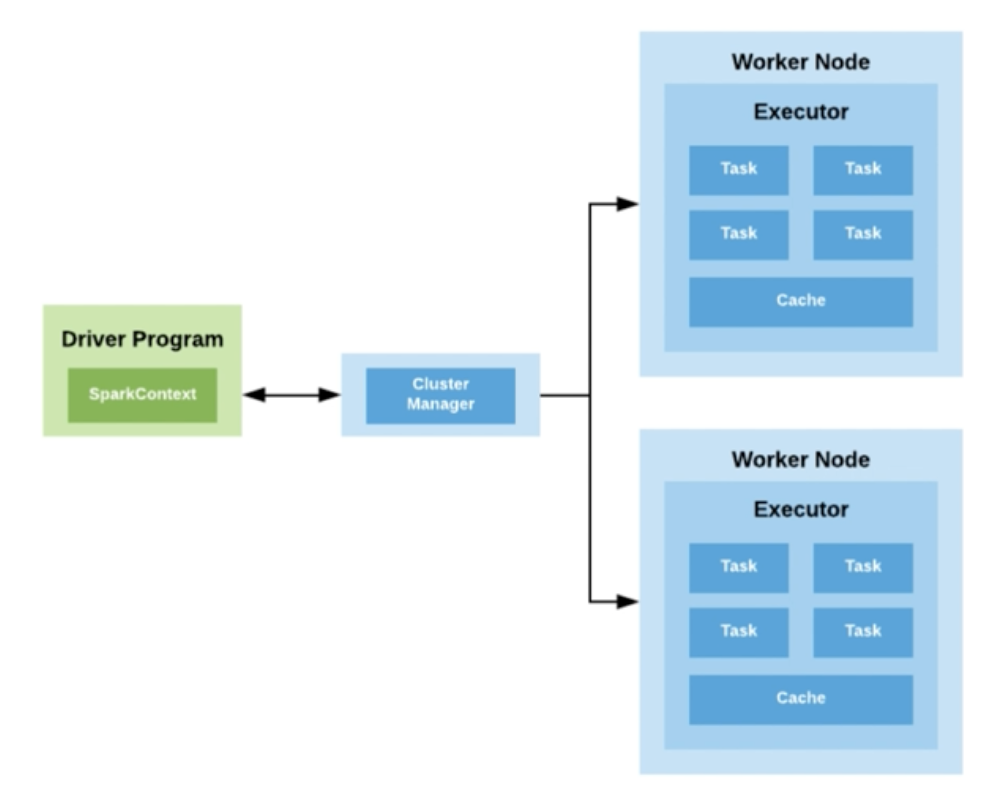 Worker Node
Executor
Task Task
Task Task
Cache
Driver Program
SparkContext
Cluster
Manager
Worker Node
Executor
Task Task
Task Task
Cache